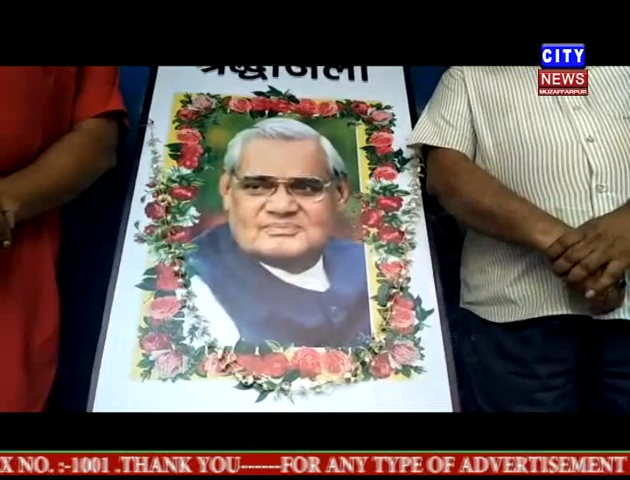 श्रद्धांजली
CITY
NEWS
MUZAFFARPUR
X NO. :-1001 .THANK YOU------FOR ANY TYPE OF ADVERTISEMENT